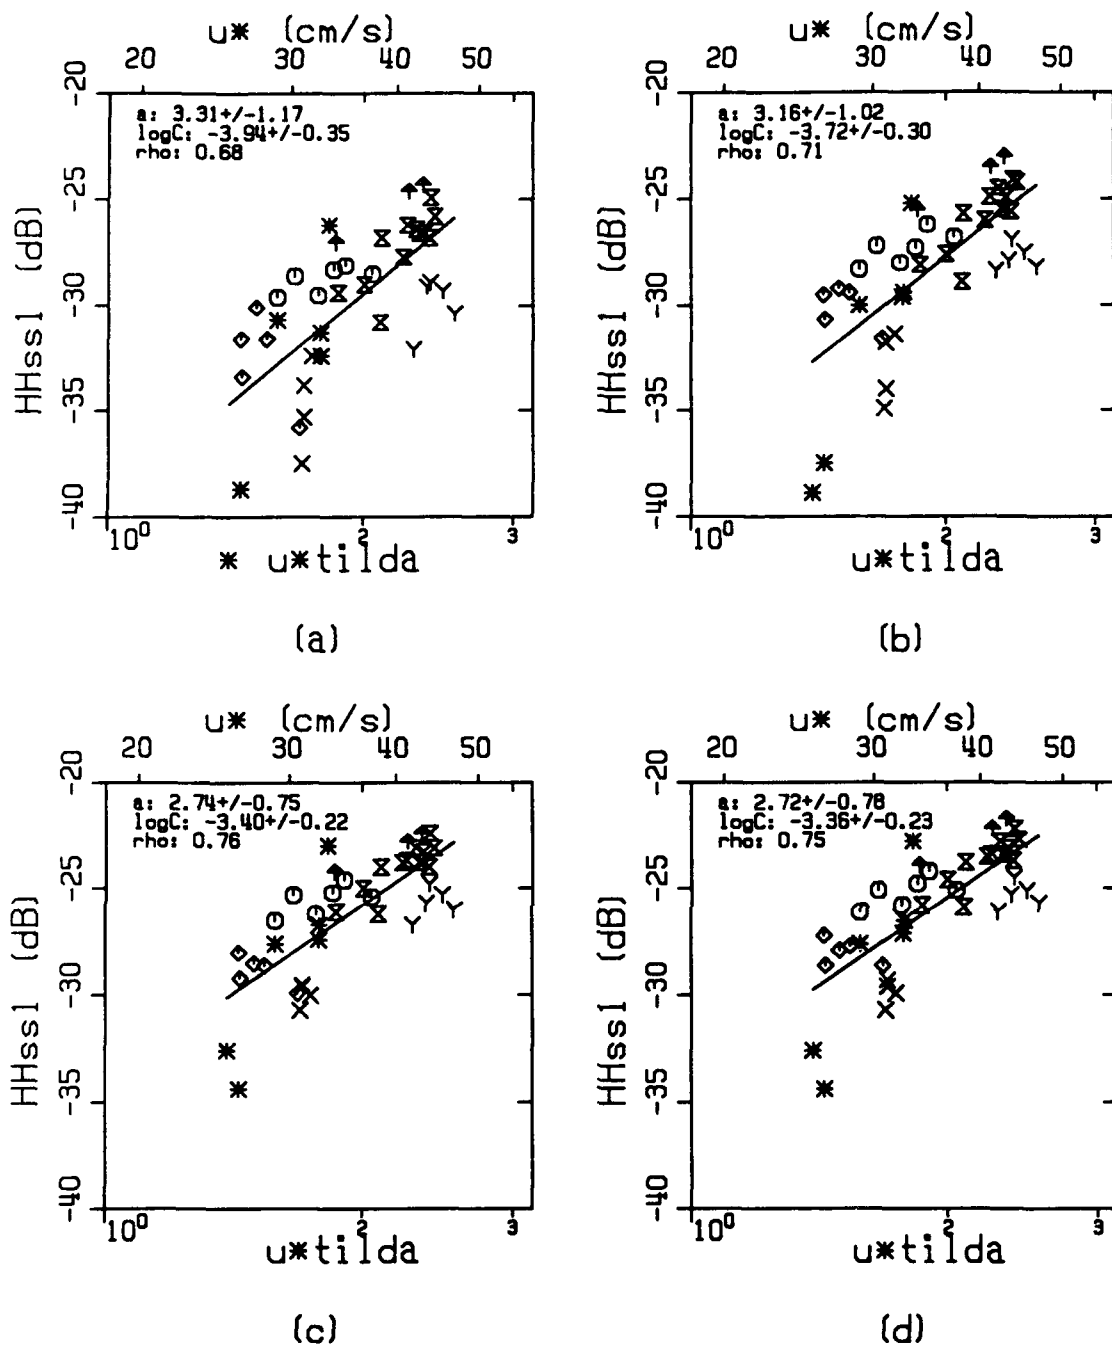 u* (cm/s)
20 30 40 50
a: 3.31+/-1.17
logC: -3.94+/-0.35
rho: 0.68
HHssl (dB)
-20
-25
-30
-35
-40
10⁰ 2 3
u*tilda
(a)
u* (cm/s)
20 30 40 50
a: 3.16+/-1.02
logC: -3.72+/-0.30
rho: 0.71
HHssl (dB)
-20
-25
-30
-35
-40
10⁰ 2 3
u*tilda
(b)
u* (cm/s)
20 30 40 50
a: 2.74+/-0.75
logC: -3.40+/-0.22
rho: 0.76
HHssl (dB)
-20
-25
-30
-35
-40
10⁰ 2 3
u*tilda
(c)
u* (cm/s)
20 30 40 50
a: 2.72+/-0.78
logC: -3.36+/-0.23
rho: 0.75
HHssl (dB)
-20
-25
-30
-35
-40
10⁰ 2 3
u*tilda
(d)